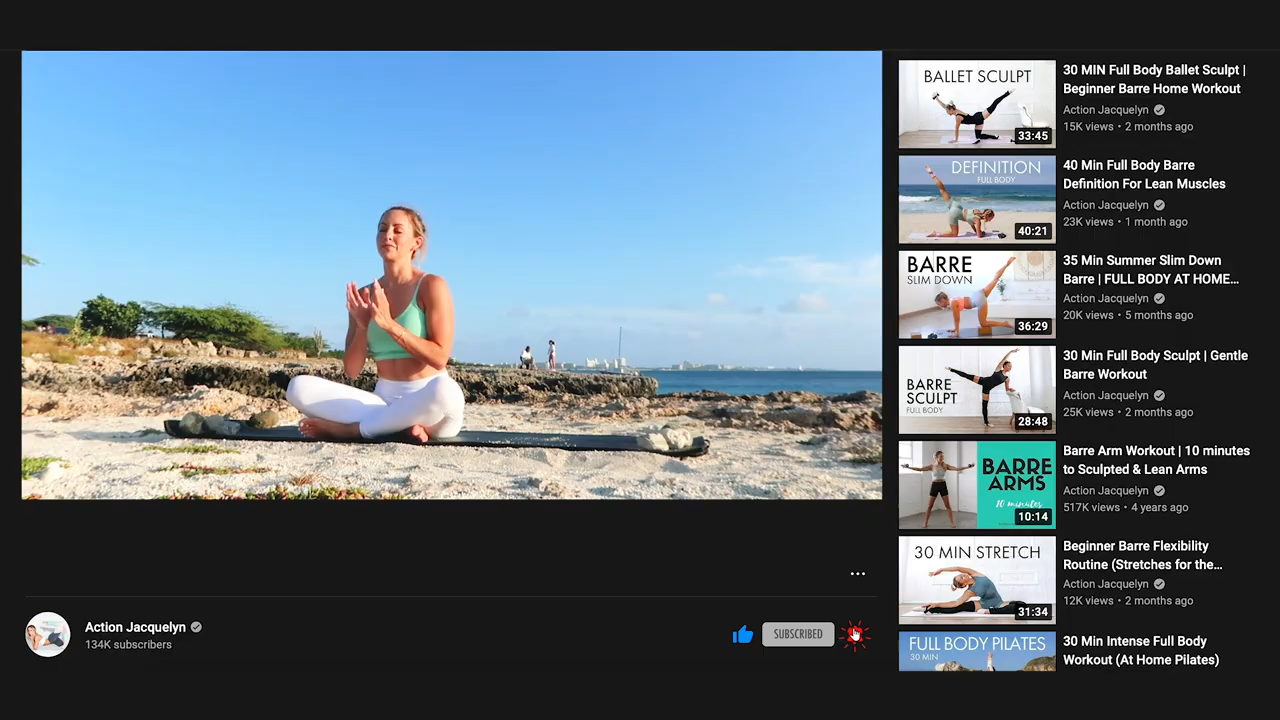 BALLET SCULPT
33:45
30 MIN Full Body Ballet Sculpt |
Beginner Barre Home Workout
Action Jacquelyn
15K views • 2 months ago
DEFINITION
FULL BODY
40:21
40 Min Full Body Barre
Definition For Lean Muscles
Action Jacquelyn
23K views • 1 month ago
BARRE
SLIM DOWN
36:29
35 Min Summer Slim Down
Barre | FULL BODY AT HOME...
Action Jacquelyn
20K views • 5 months ago
BARRE
SCULPT
FULL BODY
28:48
30 Min Full Body Sculpt | Gentle
Barre Workout
Action Jacquelyn
25K views • 2 months ago
BARRE
ARMS
10 minutes
10:14
Barre Arm Workout | 10 minutes
to Sculpted & Lean Arms
Action Jacquelyn
517K views • 4 years ago
30 MIN STRETCH
31:34
Beginner Barre Flexibility
Routine (Stretches for the...
Action Jacquelyn
12K views • 2 months ago
FULL BODY PILATES
30 MIN
30 Min Intense Full Body
Workout (At Home Pilates)
Action Jacquelyn
134K subscribers
SUBSCRIBED